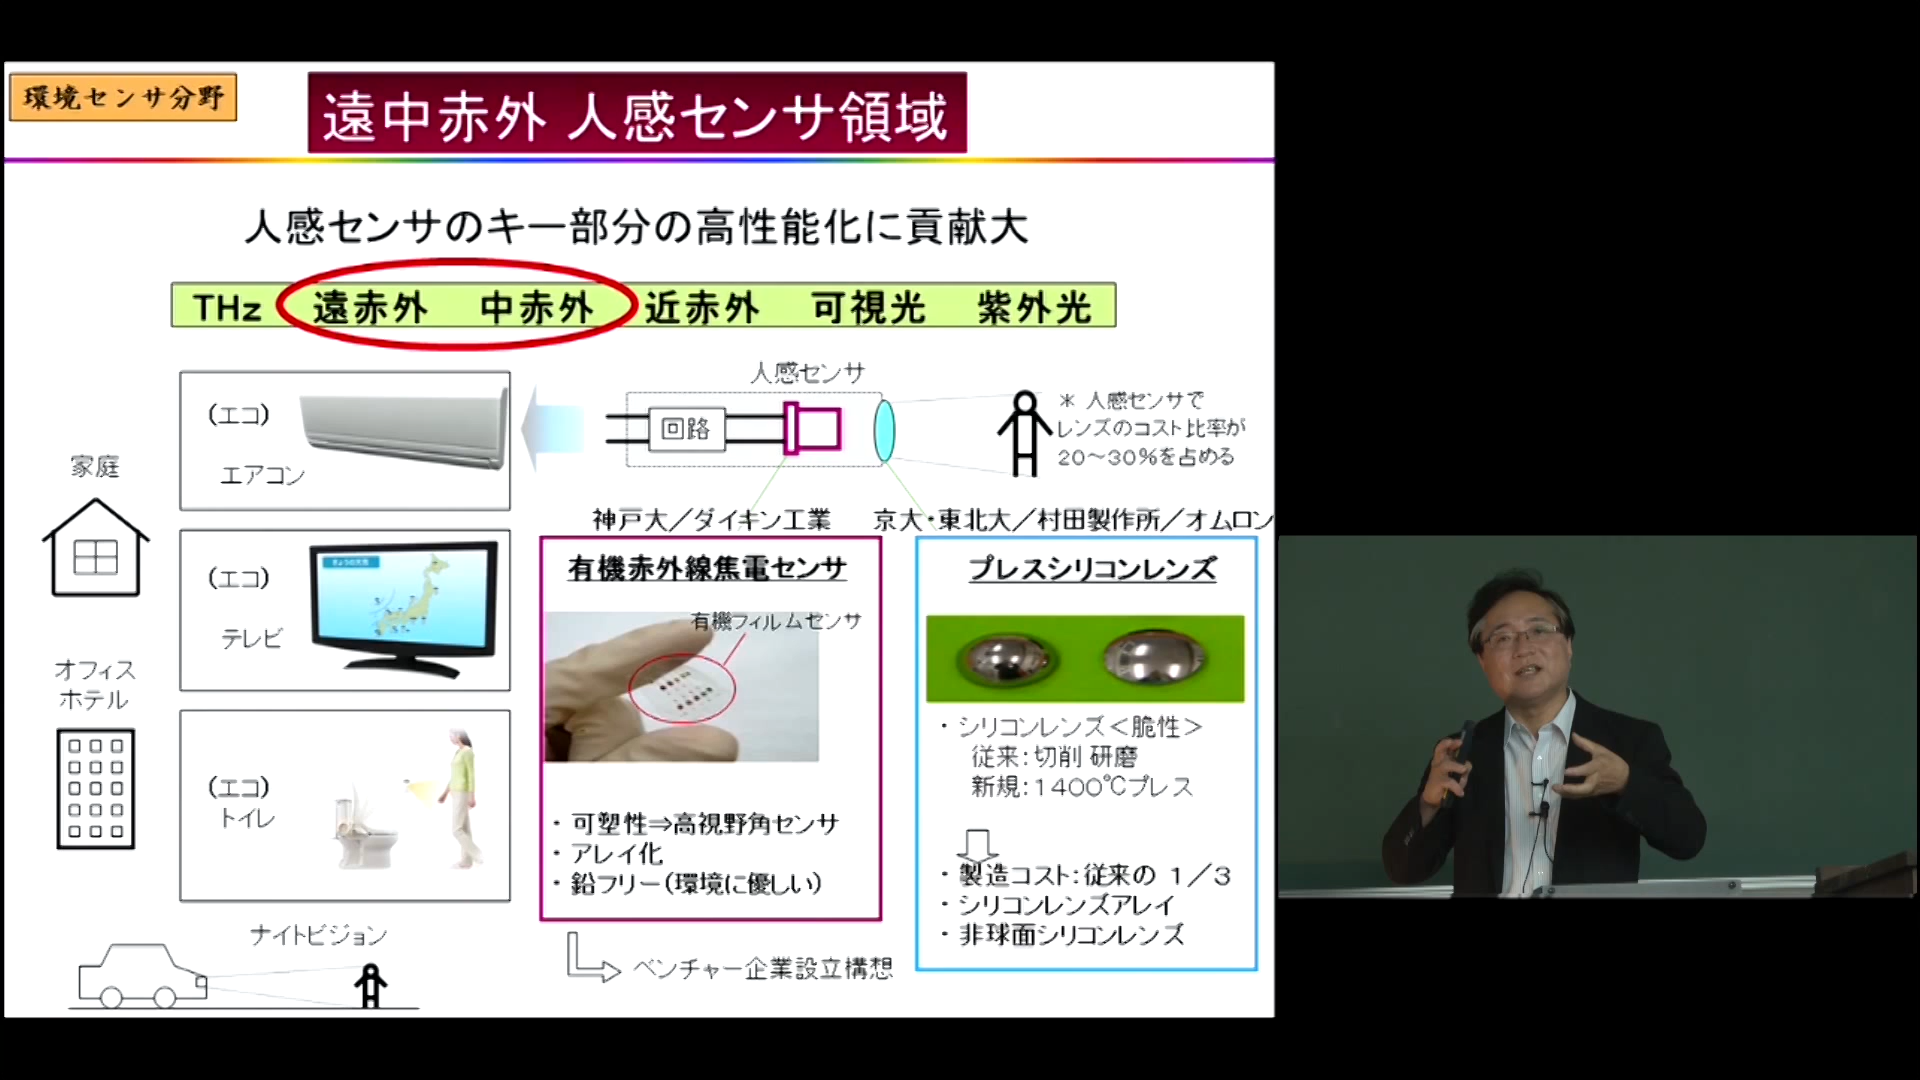 環境センサ分野
遠中赤外 人感センサ領域
人感センサのキー部分の高性能化に貢献大
THz 遠赤外 中赤外 近赤外 可視光 紫外光
家庭
オフィス
ホテル
(エコ)
エアコン
(エコ)
テレビ
(エコ)
トイレ
ナイトビジョン
人感センサ
回路
＊ 人感センサで
レンズのコスト比率が
20～30%を占める
神戸大／ダイキン工業
有機赤外線焦電センサ
有機フィルムセンサ
・ 可塑性⇒高視野角センサ
・ アレイ化
・ 鉛フリー(環境に優しい)
ベンチャー企業設立構想
京大・東北大／村田製作所／オムロン
プレスシリコンレンズ
・ シリコンレンズ＜脆性＞
従来：切削 研磨
新規：1400℃プレス
・ 製造コスト：従来の 1／3
・ シリコンレンズアレイ
・ 非球面シリコンレンズ